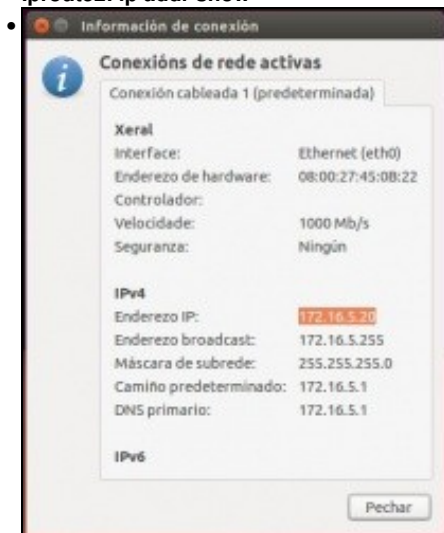 Información de conexión
Conexións de rede activas
Conexión cableada 1 (predeterminada)
Xeral
Interface: Ethernet (eth0)
Enderezo de hardware: 08:00:27:45:0B:22
Controlador:
Velocidade: 1000 Mb/s
Seguranza: Ningún
IPv4
Enderezo IP: 172.16.5.20
Enderezo broadcast: 172.16.5.255
Máscara de subrede: 255.255.255.0
Camiño predeterminado: 172.16.5.1
DNS primario: 172.16.5.1
IPv6
Pechar